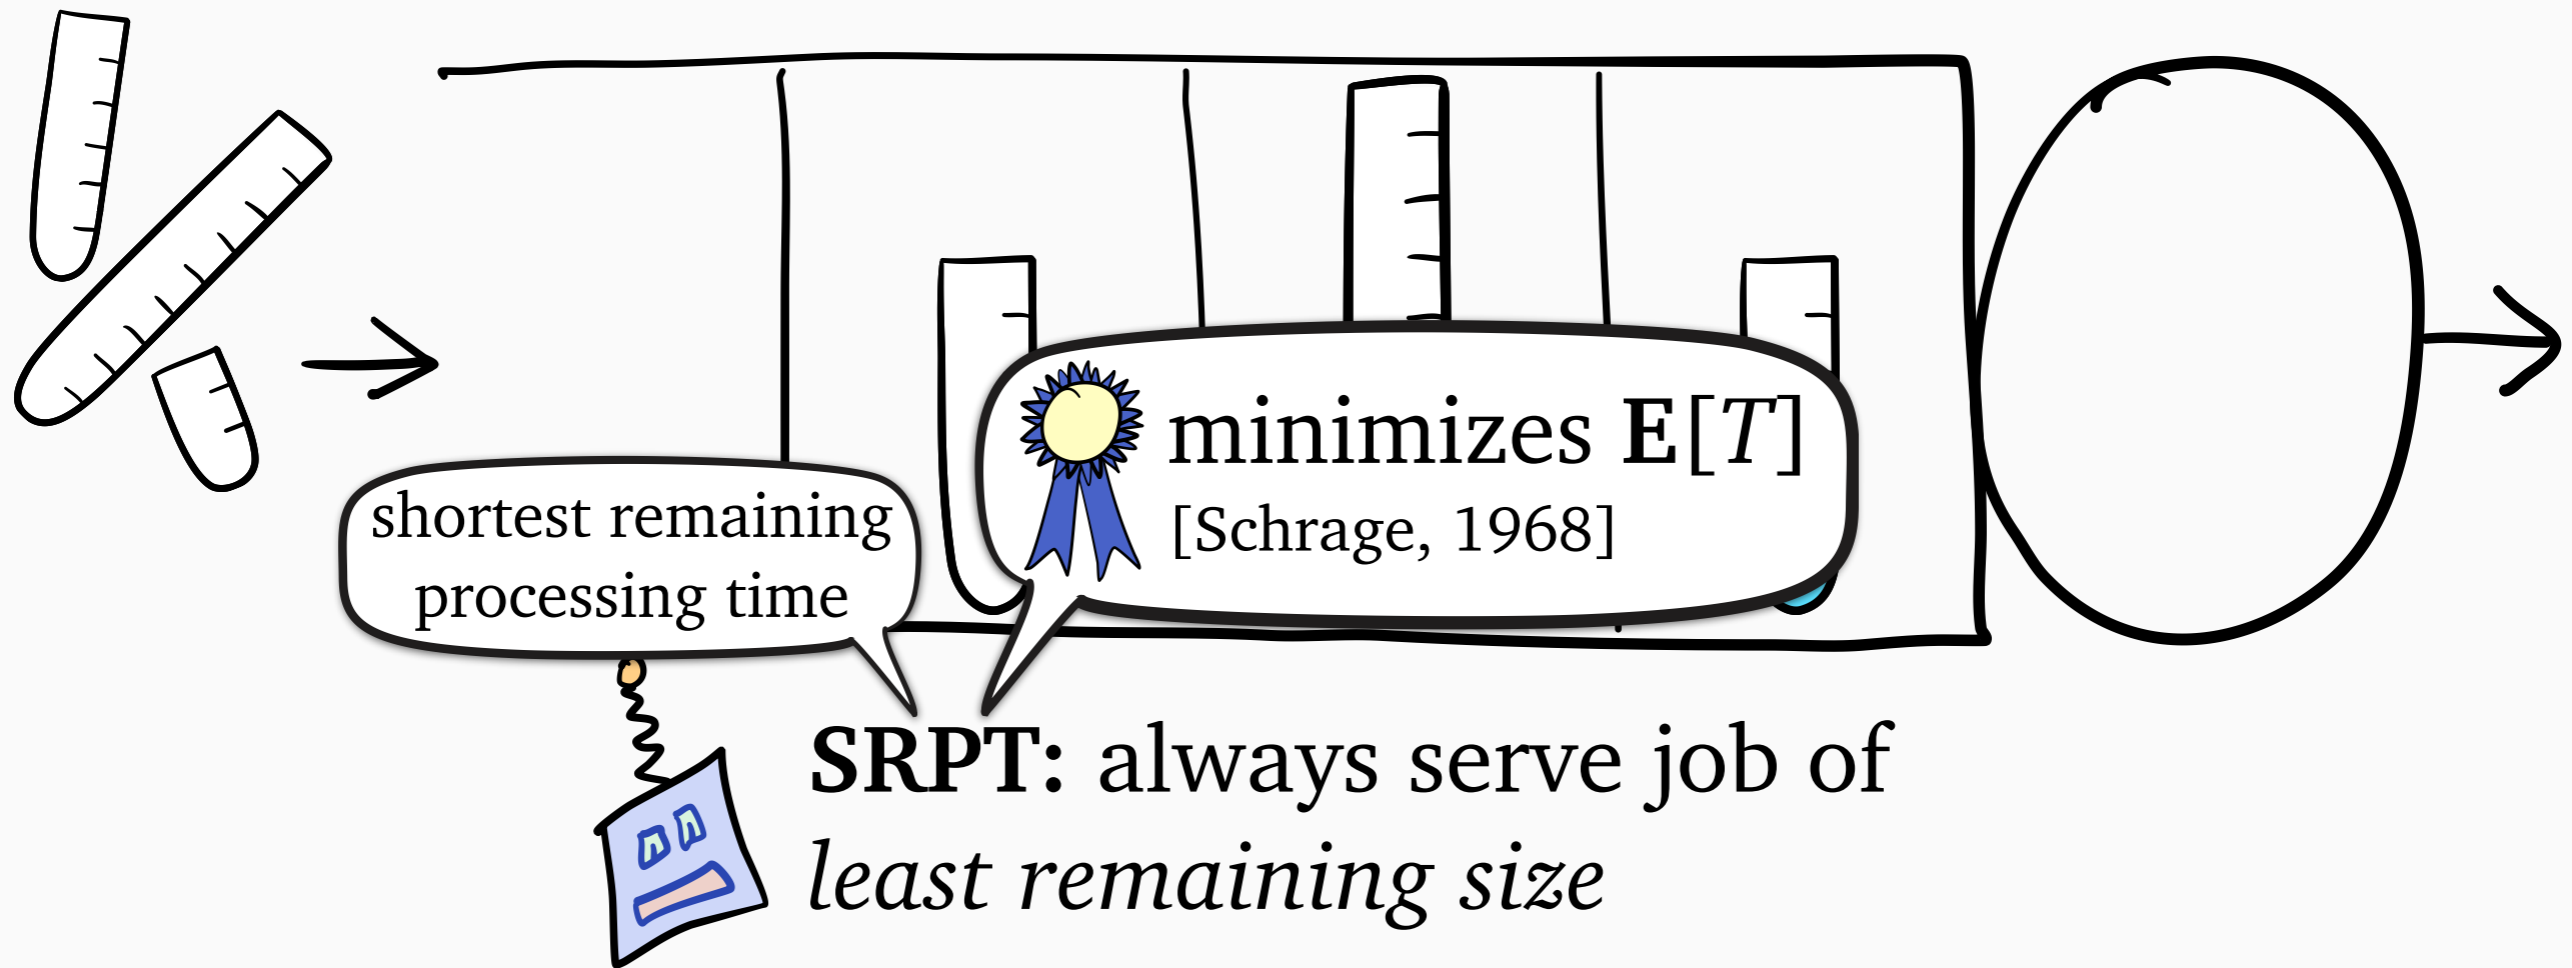 shortest remaining
processing time
minimizes E[T]
[Schrage, 1968]
SRPT: always serve job of
least remaining size